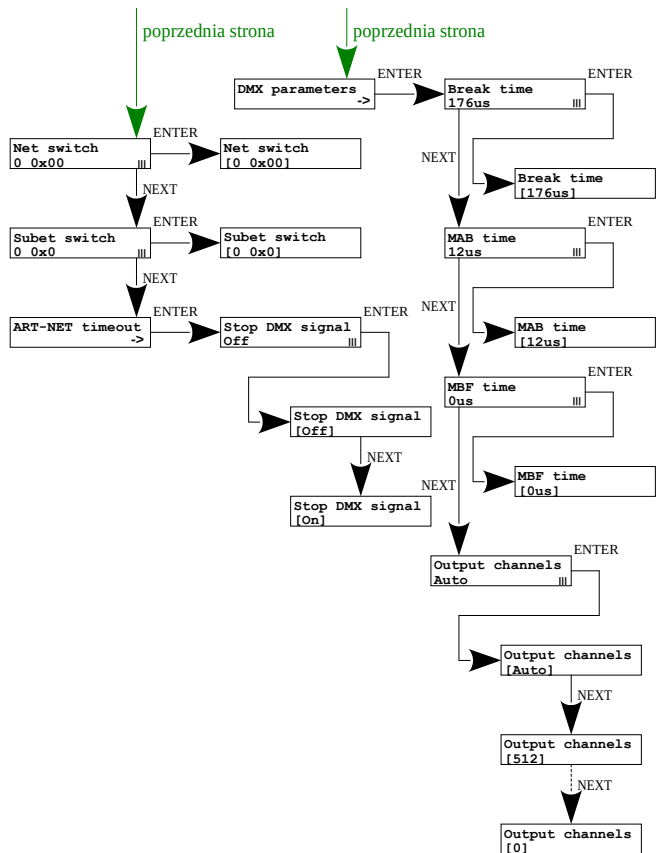 poprzednia strona
poprzednia strona
DMX parameters
->
ENTER
Break time
176us
ENTER
NEXT
Break time
[176us]
Net switch
0 0x00
ENTER
Net switch
[0 0x00]
NEXT
Subet switch
0 0x0
ENTER
Subet switch
[0 0x0]
NEXT
MAB time
12us
ENTER
NEXT
MAB time
[12us]
ART-NET timeout
->
ENTER
Stop DMX signal
Off
ENTER
Stop DMX signal
[Off]
NEXT
Stop DMX signal
[On]
MBF time
0us
ENTER
NEXT
MBF time
[0us]
Output channels
Auto
ENTER
Output channels
[Auto]
NEXT
Output channels
[512]
NEXT
Output channels
[0]